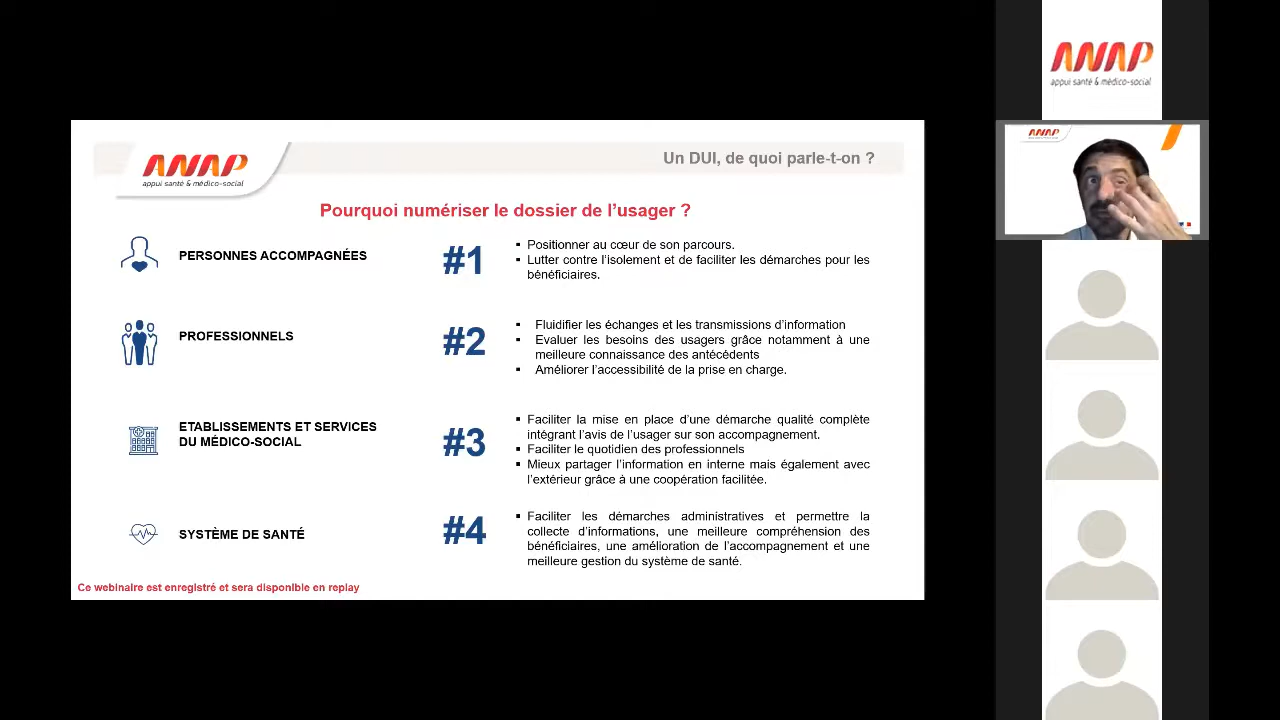 ANAP
appui santé & médico-social
Un DUI, de quoi parle-t-on ?
Pourquoi numériser le dossier de l’usager ?
PERSONNES ACCOMPAGNÉES
#1
▪ Positionner au cœur de son parcours.
▪ Lutter contre l’isolement et de faciliter les démarches pour les
bénéficiaires.
PROFESSIONNELS
#2
▪ Fluidifier les échanges et les transmissions d’information
▪ Evaluer les besoins des usagers grâce notamment à une
meilleure connaissance des antécédents
▪ Améliorer l’accessibilité de la prise en charge.
ETABLISSEMENTS ET SERVICES
DU MÉDICO-SOCIAL
#3
▪ Faciliter la mise en place d’une démarche qualité complète
intégrant l’avis de l’usager sur son accompagnement.
▪ Faciliter le quotidien des professionnels
▪ Mieux partager l’information en interne mais également avec
l’extérieur grâce à une coopération facilitée.
SYSTÈME DE SANTÉ
#4
▪ Faciliter les démarches administratives et permettre la
collecte d’informations, une meilleure compréhension des
bénéficiaires, une amélioration de l’accompagnement et une
meilleure gestion du système de santé.
Ce webinaire est enregistré et sera disponible en replay
ANAP
appui santé & médico-social
ANAP